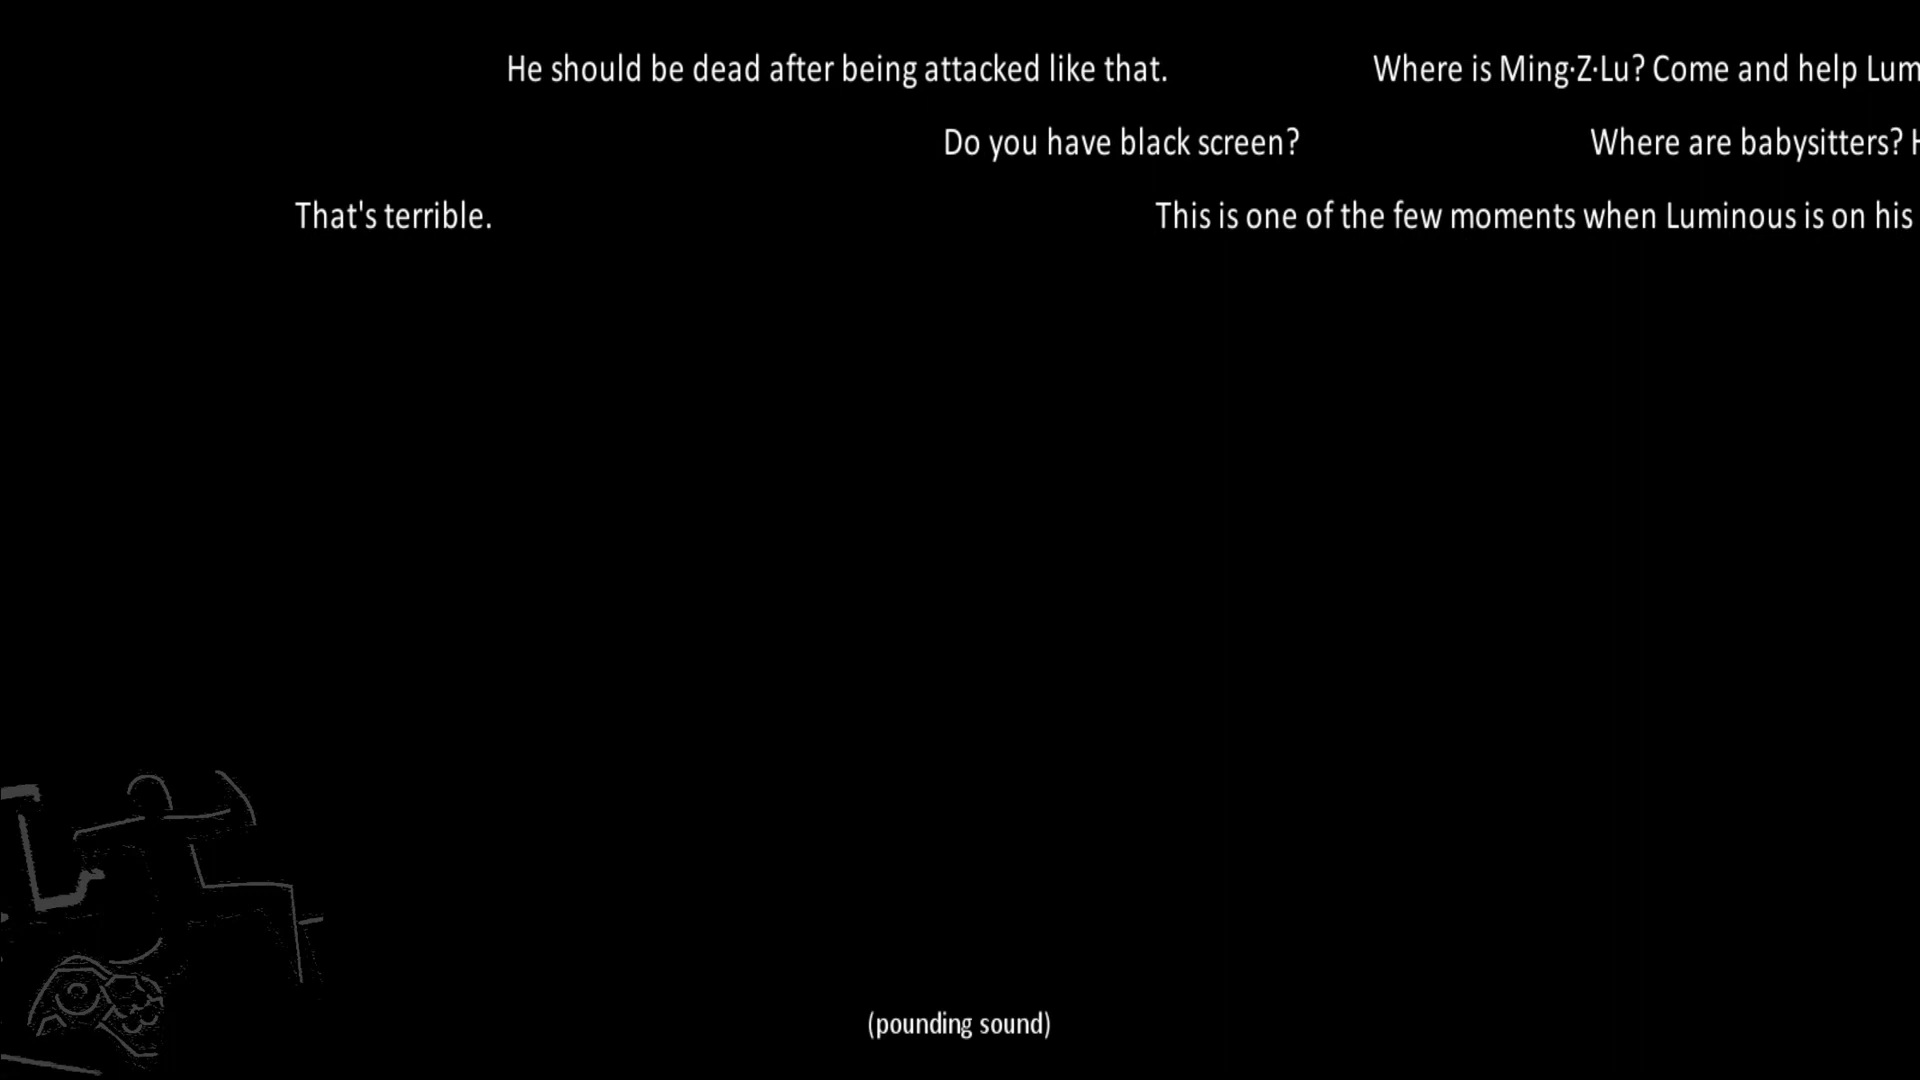 He should be dead after being attacked like that. Where is Ming·Z·Lu? Come and help Lum
Do you have black screen? Where are babysitters? H
That's terrible. This is one of the few moments when Luminous is on his
(pounding sound)